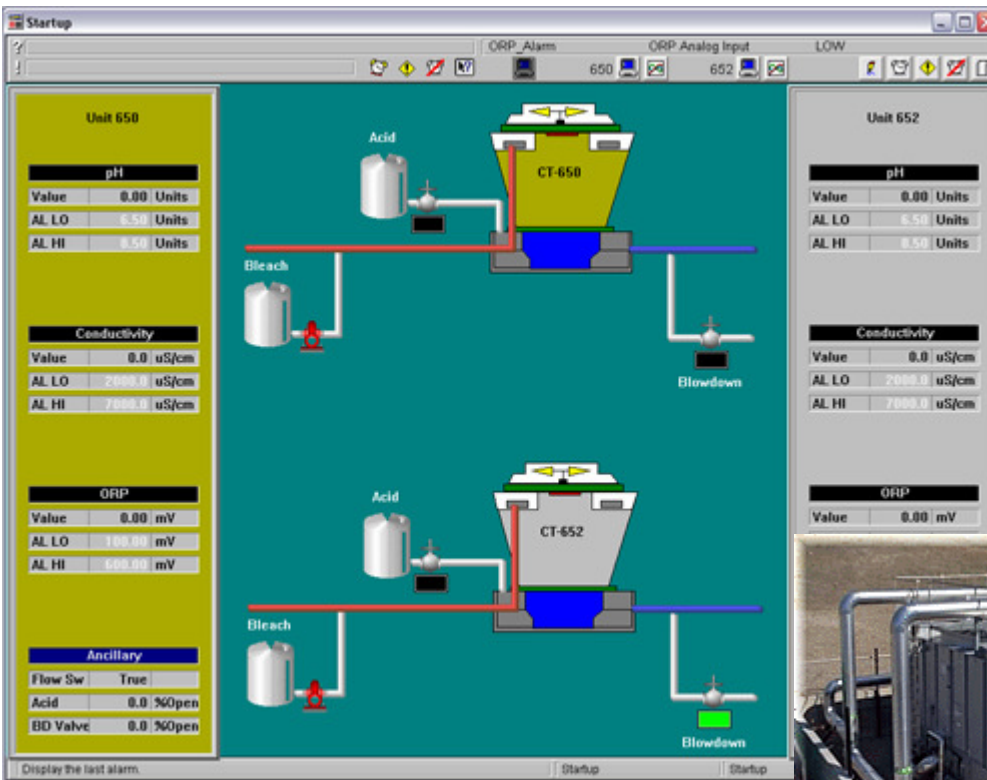 Startup
ORP_Alarm ORP Analog Input LOW
650 652
Unit 650
pH
Value 0.00 Units
AL LO 6.50 Units
AL HI 8.50 Units
Conductivity
Value 0.0 uS/cm
AL LO 2000.0 uS/cm
AL HI 7000.0 uS/cm
ORP
Value 0.00 mV
AL LO 100.00 mV
AL HI 600.00 mV
Ancillary
Flow Sw True
Acid 0.0 %Open
BD Valve 0.0 %Open
Acid
CT-650
Bleach
Blowdown
Acid
CT-652
Bleach
Blowdown
Unit 652
pH
Value 0.00 Units
AL LO 6.50 Units
AL HI 8.50 Units
Conductivity
Value 0.0 uS/cm
AL LO 2000.0 uS/cm
AL HI 7000.0 uS/cm
ORP
Value 0.00 mV
Display the last alarm. Startup Startup